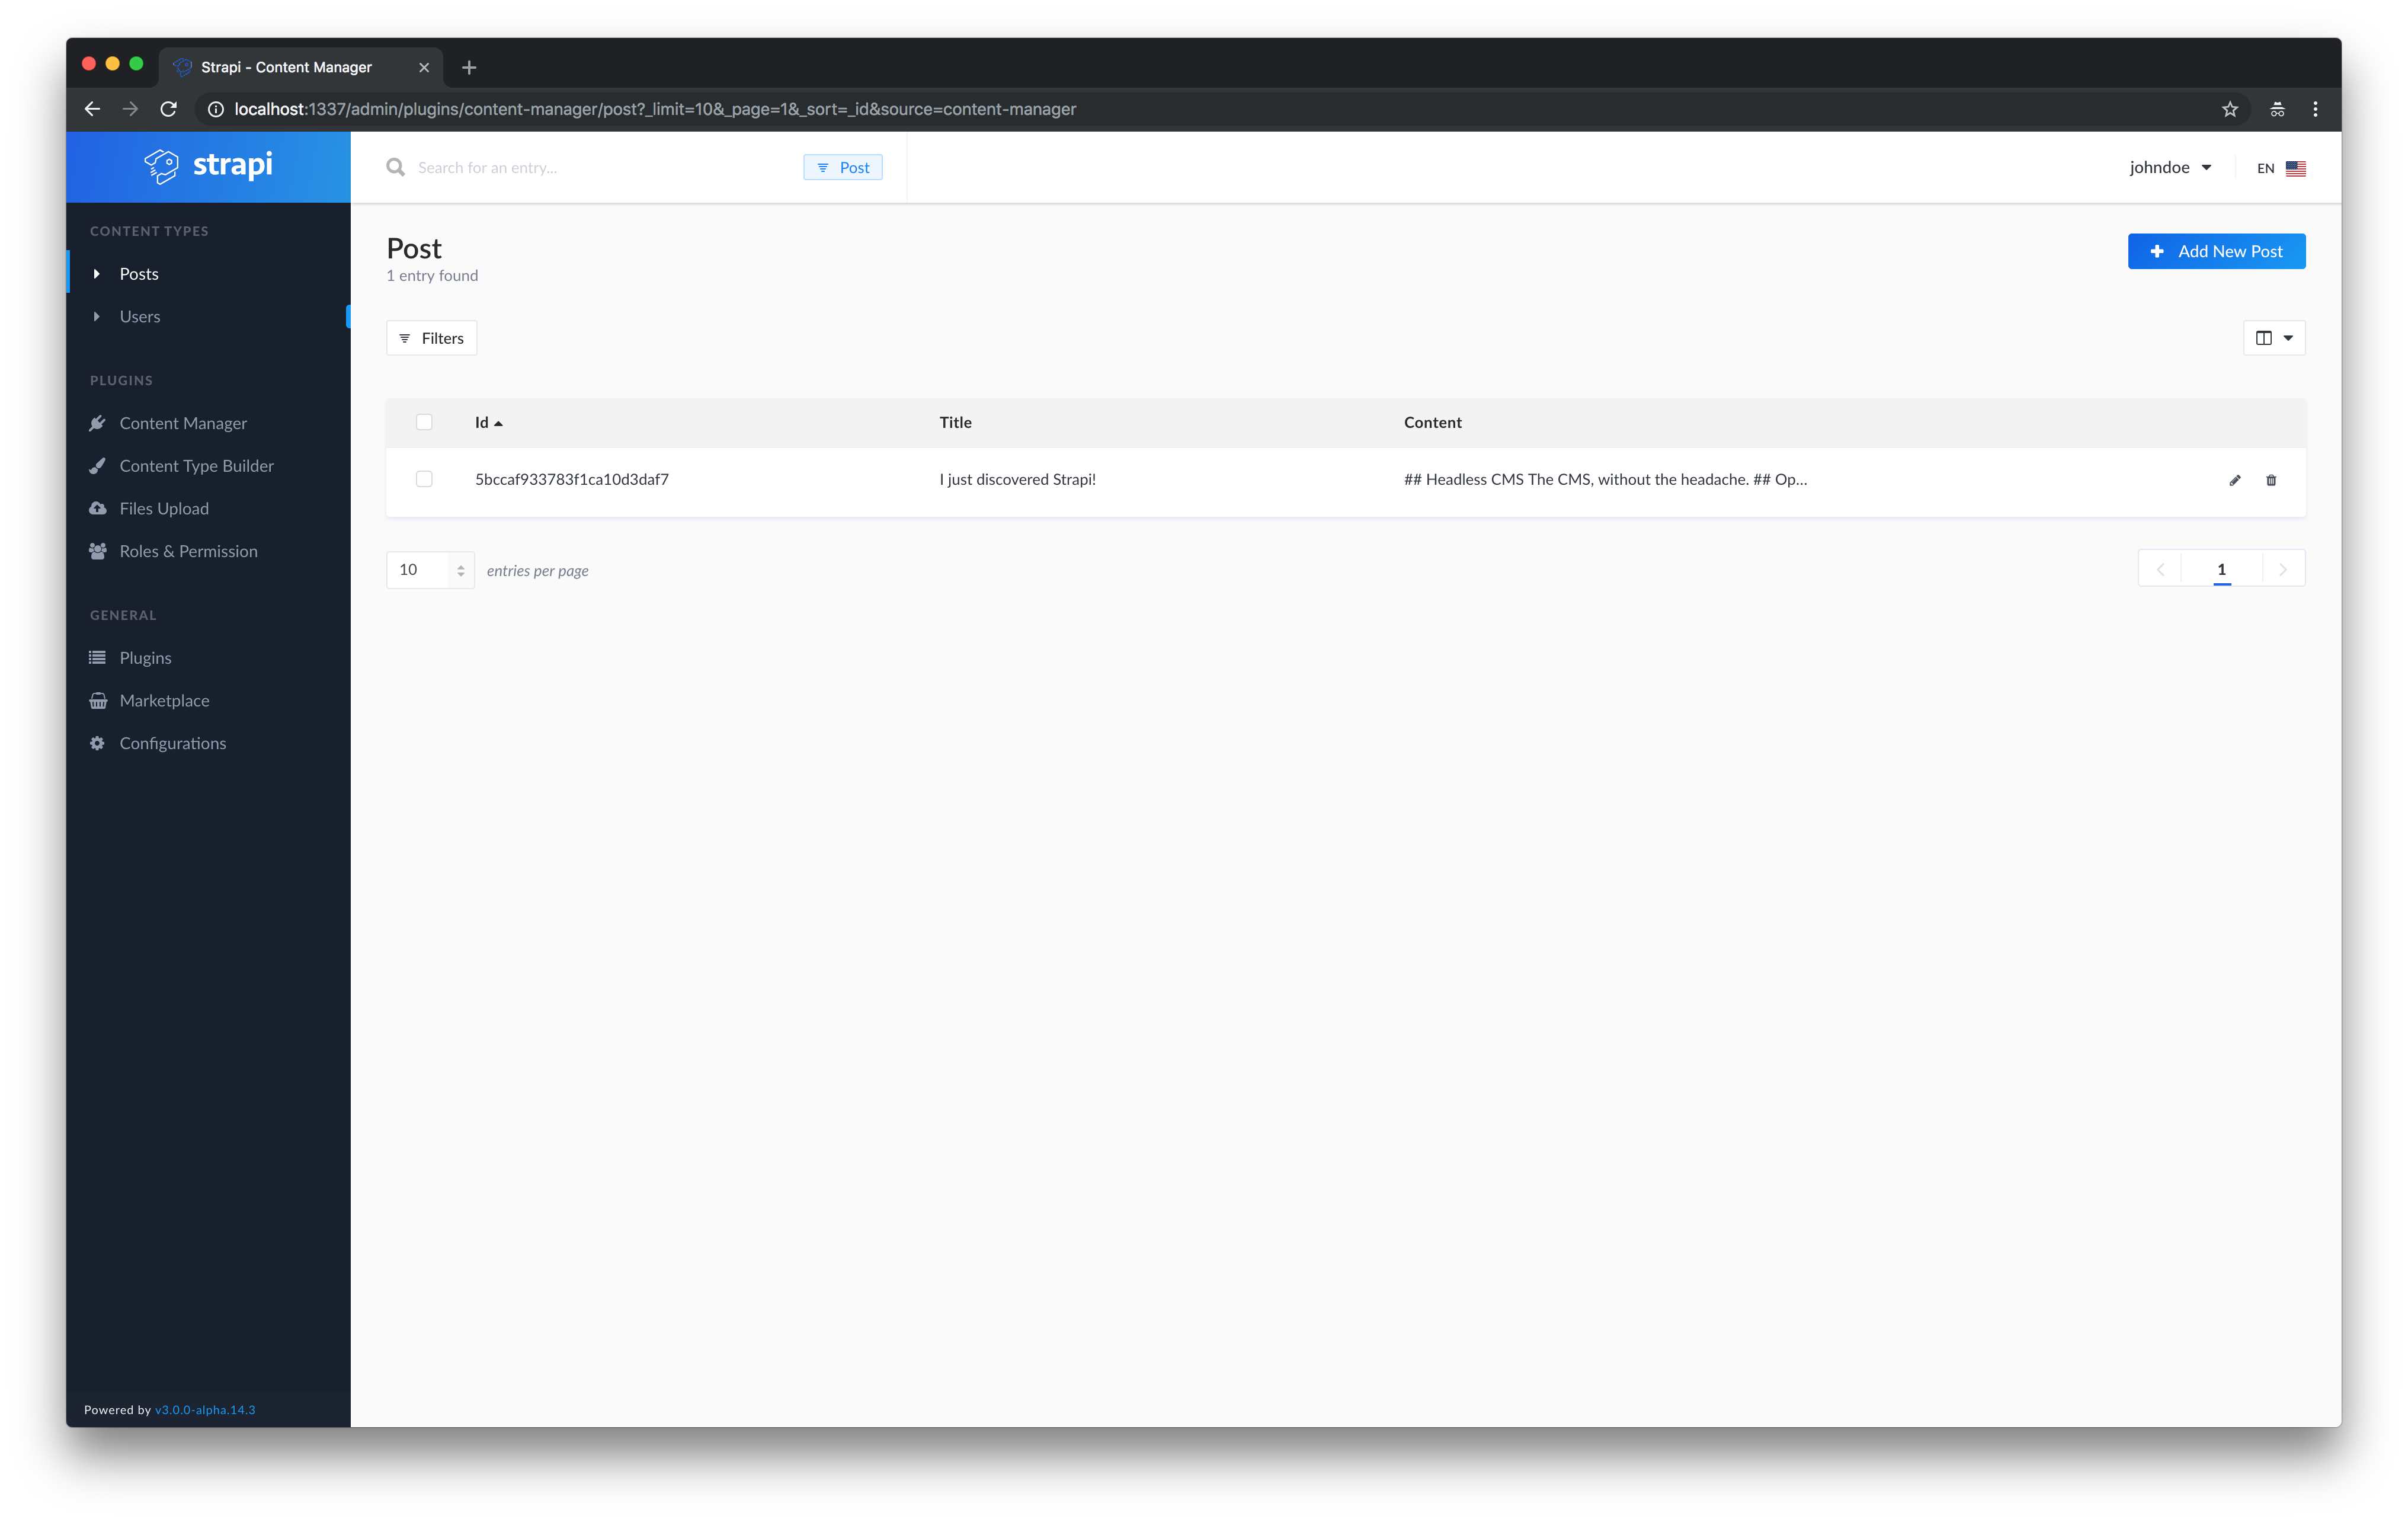 Strapi - Content Manager
localhost:1337/admin/plugins/content-manager/post?_limit=10&_page=1&_sort=_id&source=content-manager
strapi
Search for an entry...
Post
johndoe
EN
CONTENT TYPES
Posts
Users
PLUGINS
Content Manager
Content Type Builder
Files Upload
Roles & Permission
GENERAL
Plugins
Marketplace
Configurations
Powered by v3.0.0-alpha.14.3
Post
1 entry found
Add New Post
Filters
Id Title Content
5bccaf933783f1ca10d3daf7 I just discovered Strapi! ## Headless CMS The CMS, without the headache. ## Op...
10 entries per page
1